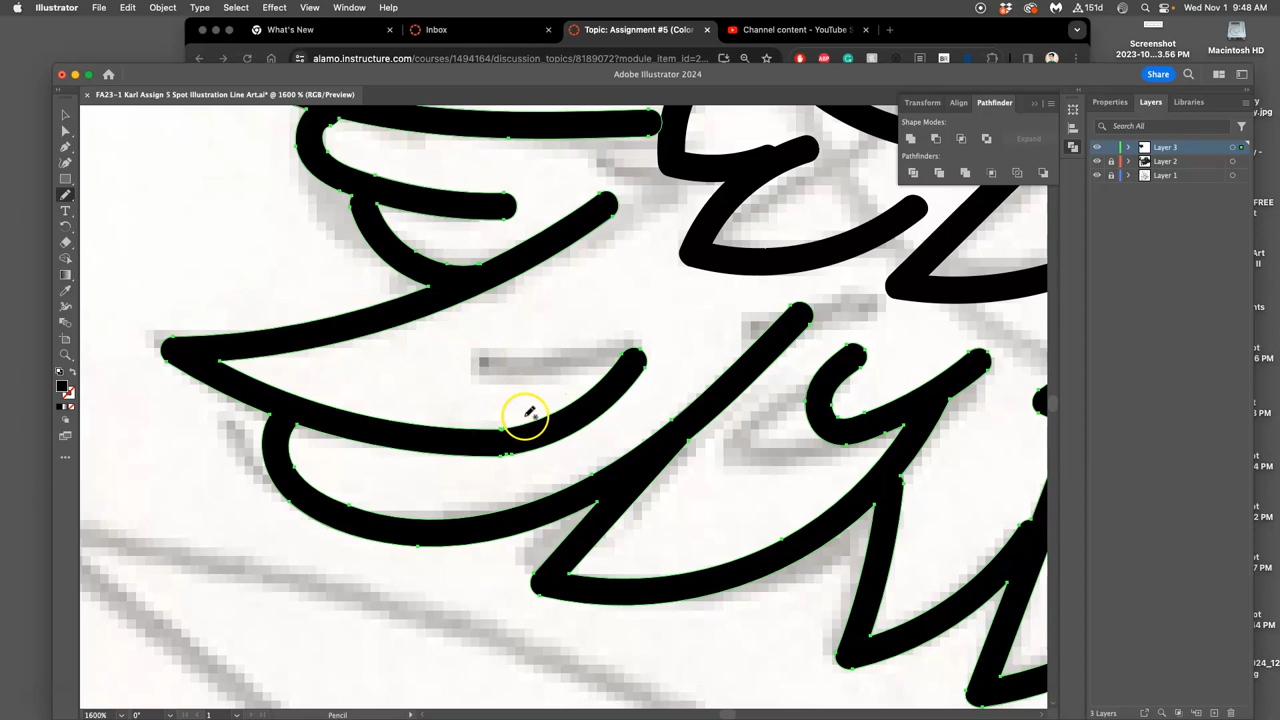 Illustrator File Edit Object Type Select Effect View Window Help
151d Wed Nov 1 9:48 AM
What's New
Inbox
Topic: Assignment #5 (Color
Channel content - YouTube S
alamo.instructure.com/courses/1494164/discussion_topics/8189072?module_item_id=2...
Screenshot
2023-10...3.56 PM
Macintosh HD
Adobe Illustrator 2024
Share
FA23-1 Karl Assign 5 Spot Illustration Line Art.ai* @ 1600 % (RGB/Preview)
Transform Align Pathfinder
Shape Modes:
Expand
Pathfinders:
Properties Layers Libraries
Search All
Layer 3
Layer 2
Layer 1
3 Layers
1600% 0° 1 Pencil